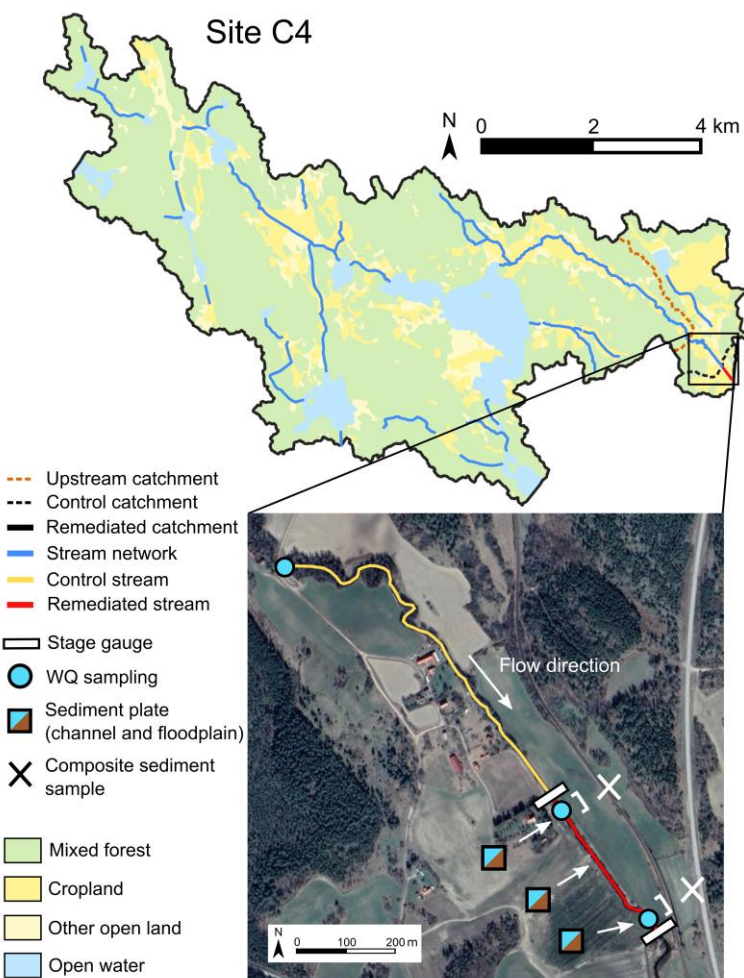 Site C4
N
0 2 4 km
Upstream catchment
Control catchment
Remediated catchment
Stream network
Control stream
Remediated stream
Stage gauge
WQ sampling
Sediment plate
(channel and floodplain)
Composite sediment
sample
Mixed forest
Cropland
Other open land
Open water
Flow direction
N
0 100 200 m